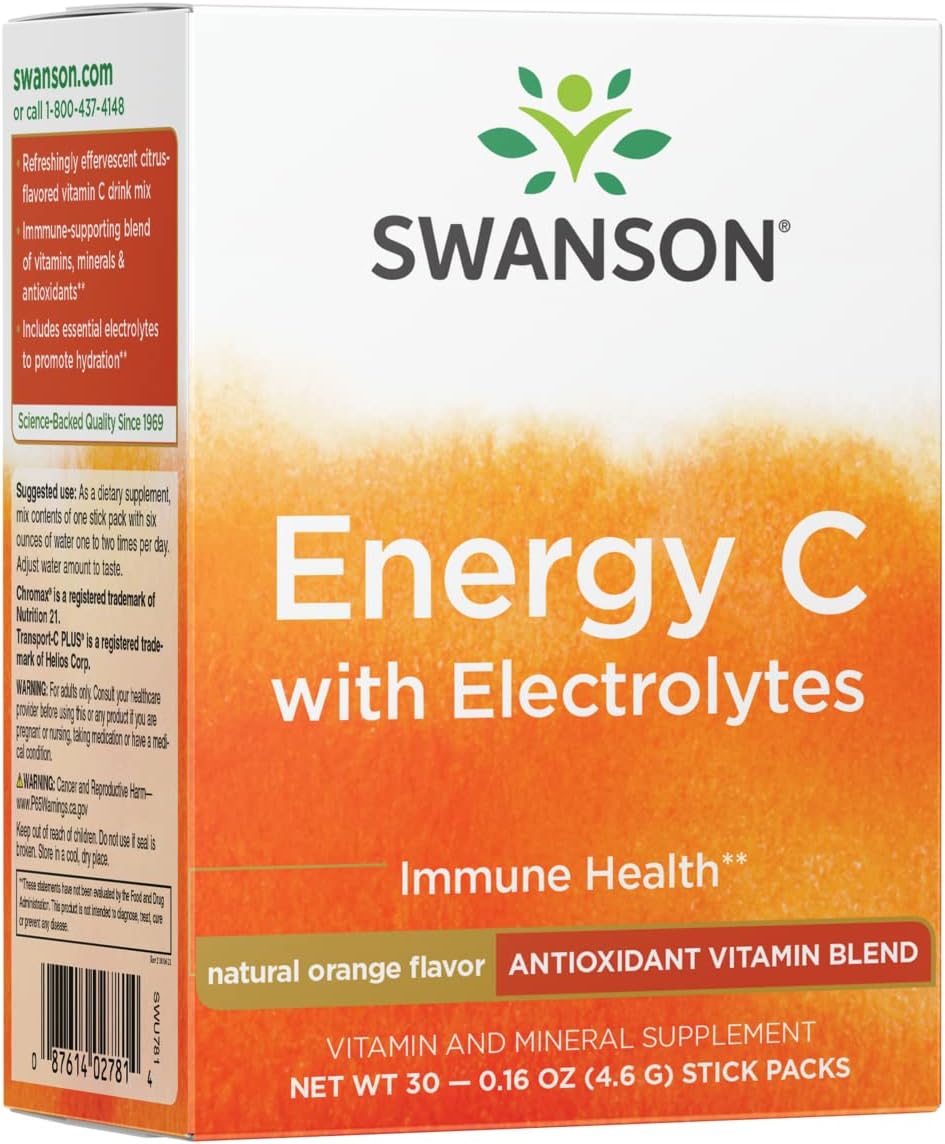 swanson.com
or call 1-800-437-4148
• Refreshingly effervescent citrus-
flavored vitamin C drink mix
• Immmune-supporting blend
of vitamins, minerals &
antioxidants**
• Includes essential electrolytes
to promote hydration**
Science-Backed Quality Since 1969
Suggested use: As a dietary supplement,
mix contents of one stick pack with six
ounces of water one to two times per day.
Adjust water amount to taste.
Chromax® is a registered trademark of
Nutrition 21.
Transport-C PLUS® is a registered trade-
mark of Helios Corp.
WARNING: For adults only. Consult your healthcare
provider before using this or any product if you are
pregnant or nursing, taking medication or have a medi-
cal condition.
⚠WARNING: Cancer and Reproductive Harm—
www.P65Warnings.ca.gov
Keep out of reach of children. Do not use if seal is
broken. Store in a cool, dry place.
**These statements have not been evaluated by the Food and Drug
Administration. This product is not intended to diagnose, treat, cure
or prevent any disease.
0 87614 02781 4
SWU781
SWANSON®
Energy C
with Electrolytes
Immune Health**
natural orange flavor
ANTIOXIDANT VITAMIN BLEND
VITAMIN AND MINERAL SUPPLEMENT
NET WT 30 — 0.16 OZ (4.6 G) STICK PACKS